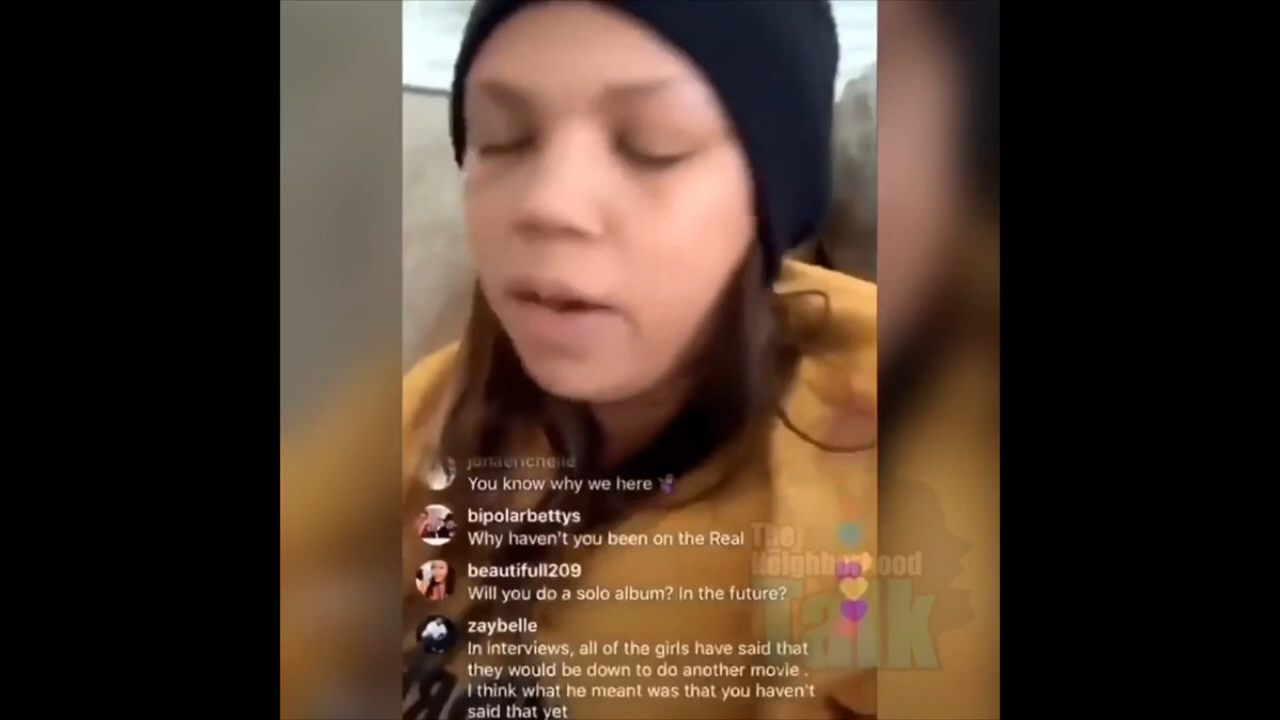 jonaerichelle
You know why we here
bipolarbettys
Why haven't you been on the Real
beautifull209
Will you do a solo album? In the future?
zaybelle
In interviews, all of the girls have said that
they would be down to do another movie .
I think what he meant was that you haven't
said that yet
The
Neighborhood
Talk